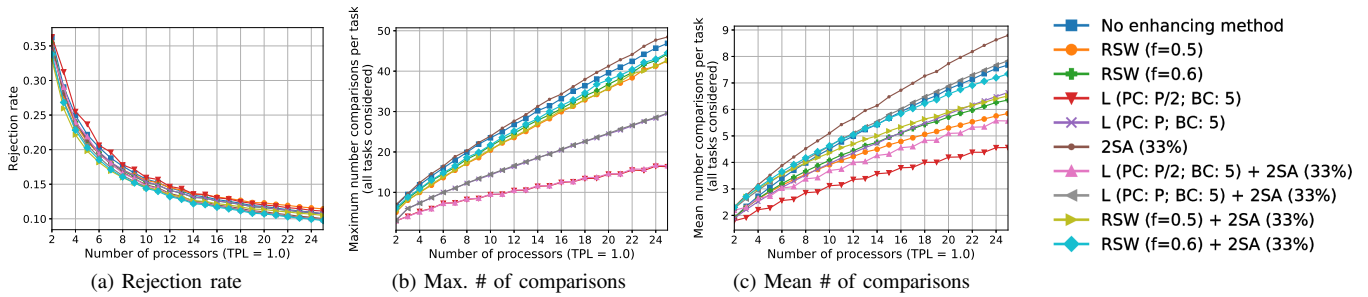 Rejection rate
0.35
0.30
0.25
0.20
0.15
0.10
2 4 6 8 10 12 14 16 18 20 22 24
Number of processors (TPL = 1.0)
(a) Rejection rate
Maximum number comparisons per task
(all tasks considered)
50
40
30
20
10
2 4 6 8 10 12 14 16 18 20 22 24
Number of processors (TPL = 1.0)
(b) Max. # of comparisons
Mean number comparisons per task
(all tasks considered)
9
8
7
6
5
4
3
2
2 4 6 8 10 12 14 16 18 20 22 24
Number of processors (TPL = 1.0)
(c) Mean # of comparisons
No enhancing method
RSW (f=0.5)
RSW (f=0.6)
L (PC: P/2; BC: 5)
L (PC: P; BC: 5)
2SA (33%)
L (PC: P/2; BC: 5) + 2SA (33%)
L (PC: P; BC: 5) + 2SA (33%)
RSW (f=0.5) + 2SA (33%)
RSW (f=0.6) + 2SA (33%)